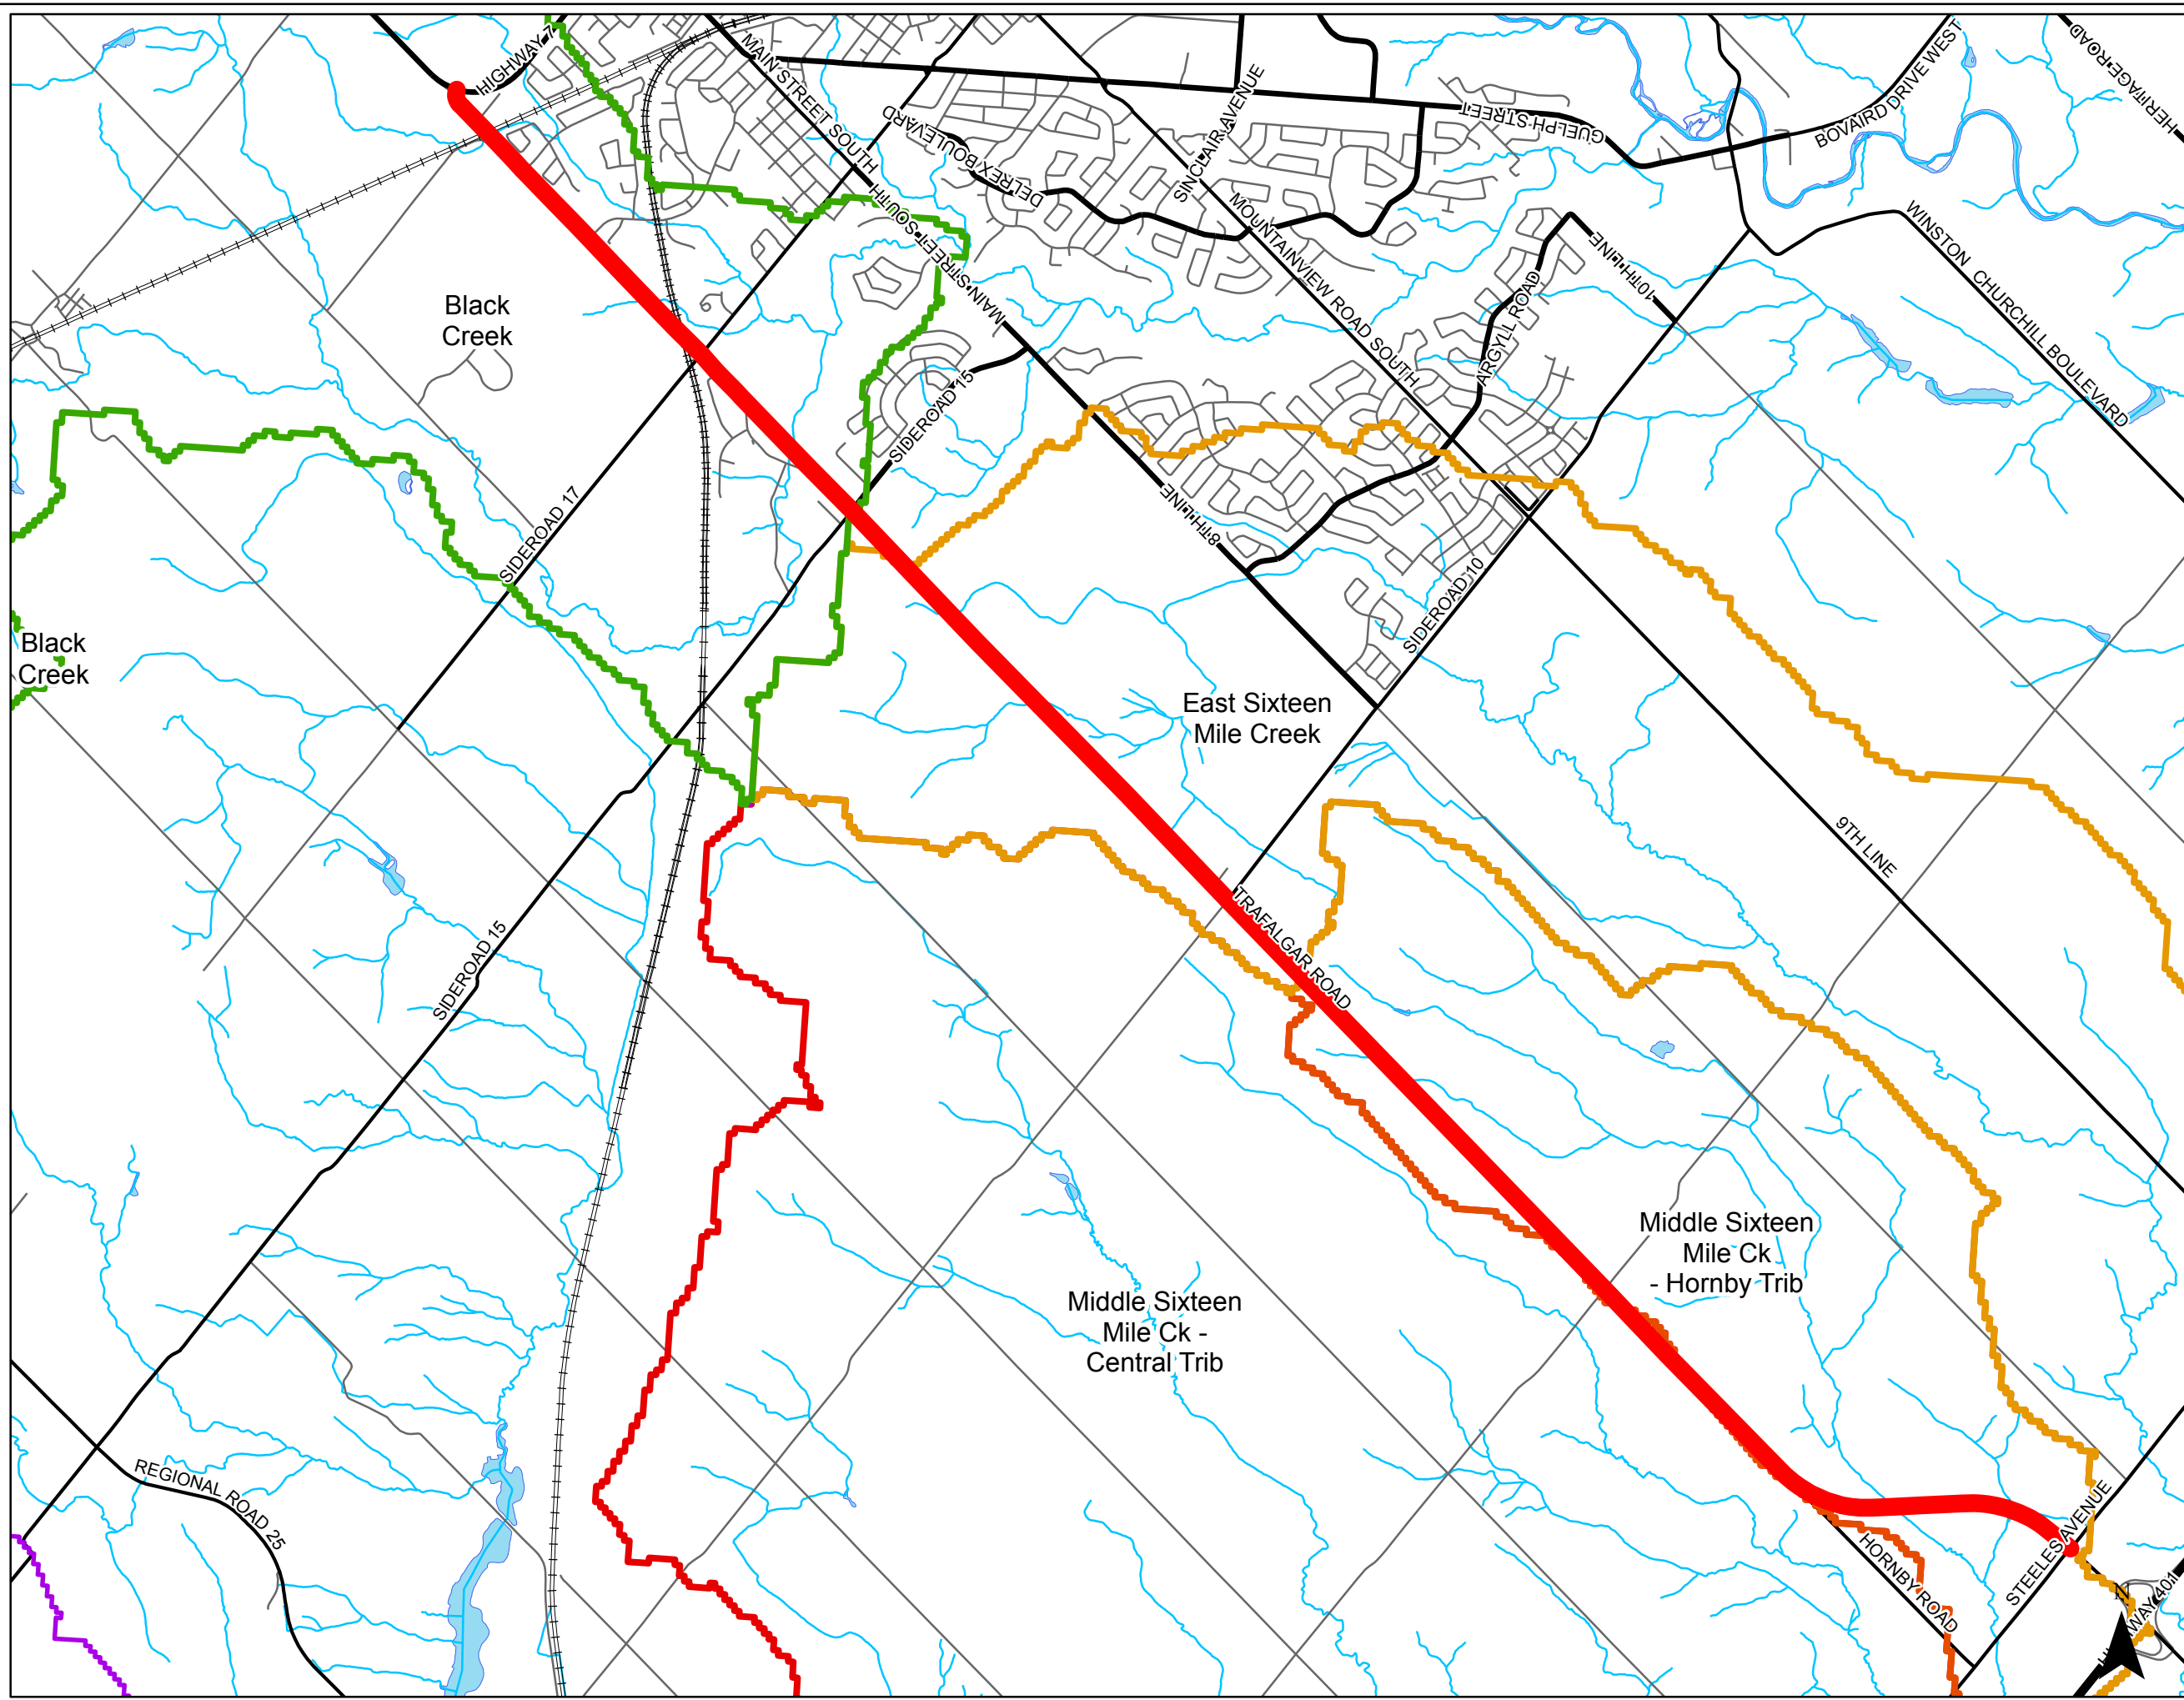 HIGHWAY 7
MAIN STREET SOUTH
DELREX BOULEVARD
SINCLAIR AVENUE
GUELPH STREET
BOVAIRD DRIVE WEST
HERITAGE ROAD
MAIN STREET SOUTH
MOUNTAINVIEW ROAD SOUTH
10TH LINE
WINSTON CHURCHILL BOULEVARD
Black
Creek
ARGYLL ROAD
SIDEROAD 15
SIDEROAD 17
8TH LINE
SIDEROAD 10
Black
Creek
East Sixteen
Mile Creek
9TH LINE
TRAFALGAR ROAD
SIDEROAD 15
Middle Sixteen
Mile Ck
- Hornby Trib
Middle Sixteen
Mile Ck -
Central Trib
REGIONAL ROAD 25
HORNBY ROAD
STEELES AVENUE
HIGHWAY 401
N